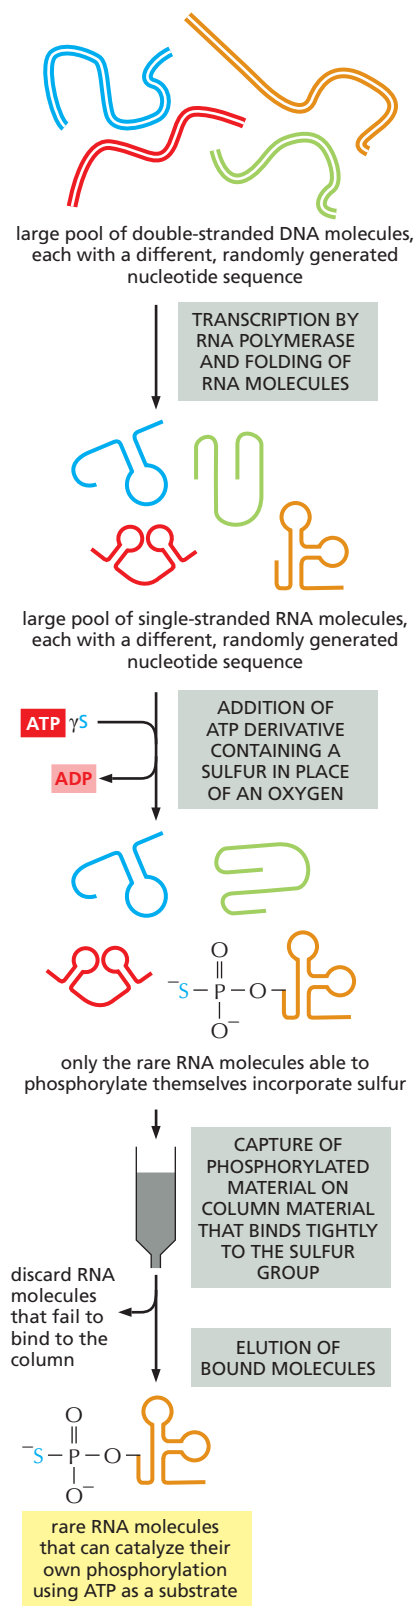 large pool of double-stranded DNA molecules,
each with a different, randomly generated
nucleotide sequence
TRANSCRIPTION BY
RNA POLYMERASE
AND FOLDING OF
RNA MOLECULES
large pool of single-stranded RNA molecules,
each with a different, randomly generated
nucleotide sequence
ATP γS
ADP
ADDITION OF
ATP DERIVATIVE
CONTAINING A
SULFUR IN PLACE
OF AN OXYGEN
O
⁻S – P – O –
O⁻
only the rare RNA molecules able to
phosphorylate themselves incorporate sulfur
CAPTURE OF
PHOSPHORYLATED
MATERIAL ON
COLUMN MATERIAL
THAT BINDS TIGHTLY
TO THE SULFUR
GROUP
discard RNA
molecules
that fail to
bind to the
column
ELUTION OF
BOUND MOLECULES
O
⁻S – P – O –
O⁻
rare RNA molecules
that can catalyze their
own phosphorylation
using ATP as a substrate